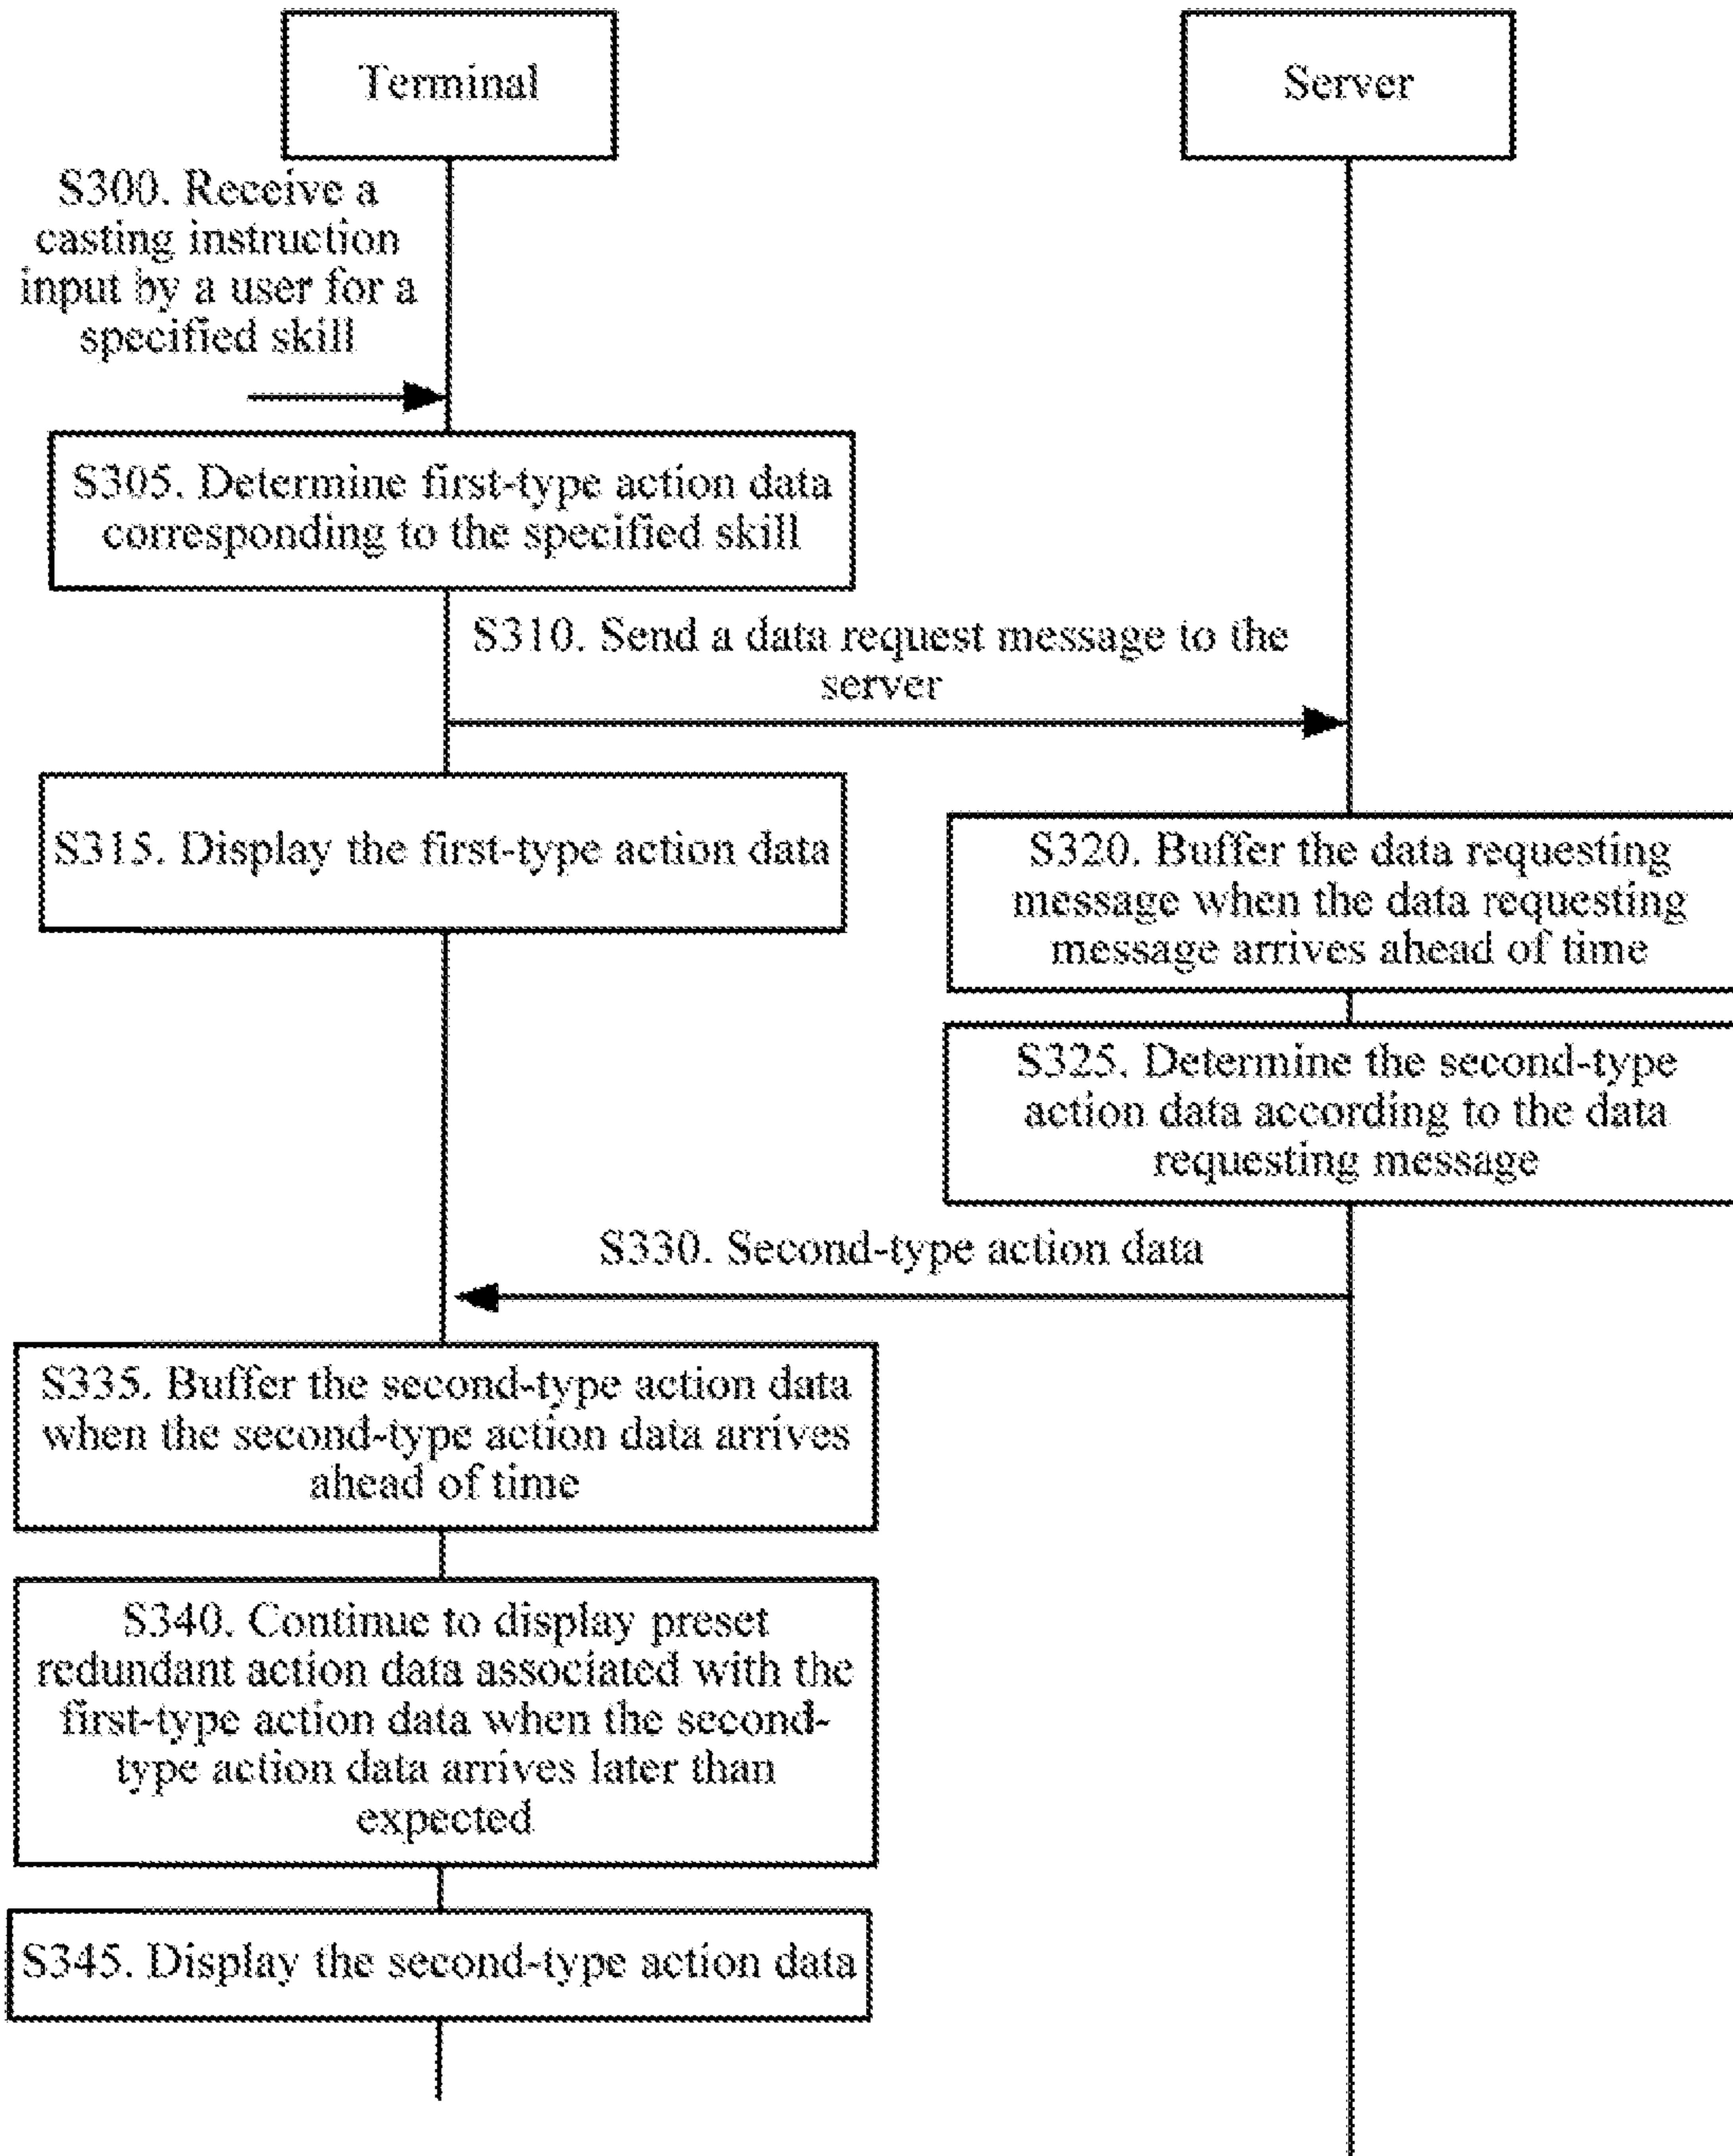 Terminal
Server
S300. Receive a
casting instruction
input by a user for a
specified skill
S305. Determine first-type action data
corresponding to the specified skill
S310. Send a data request message to the
server
S315. Display the first-type action data
S320. Buffer the data requesting
message when the data requesting
message arrives ahead of time
S325. Determine the second-type
action data according to the data
requesting message
S330. Second-type action data
S335. Buffer the second-type action data
when the second-type action data arrives
ahead of time
S340. Continue to display preset
redundant action data associated with the
first-type action data when the second-
type action data arrives later than
expected
S345. Display the second-type action data